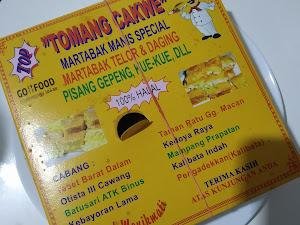 TOP
GO FOOD
"TOMANG CAKWE"
MARTABAK MANIS SPECIAL
MARTABAK TELOR & DAGING
PISANG GEPENG, KUE-KUE, DLL.
100% HALAL
CABANG :
Tebet Barat Dalam
Otista III Cawang
Batusari ATK Binus
Kebayoran Lama
Taman Ratu Gg. Macan
Kedoya Raya
Mampang Prapatan
Kalibata Indah
Pergadekkan(Kalibata)
TERIMA KASIH
ATAS KUNJUNGAN ANDA